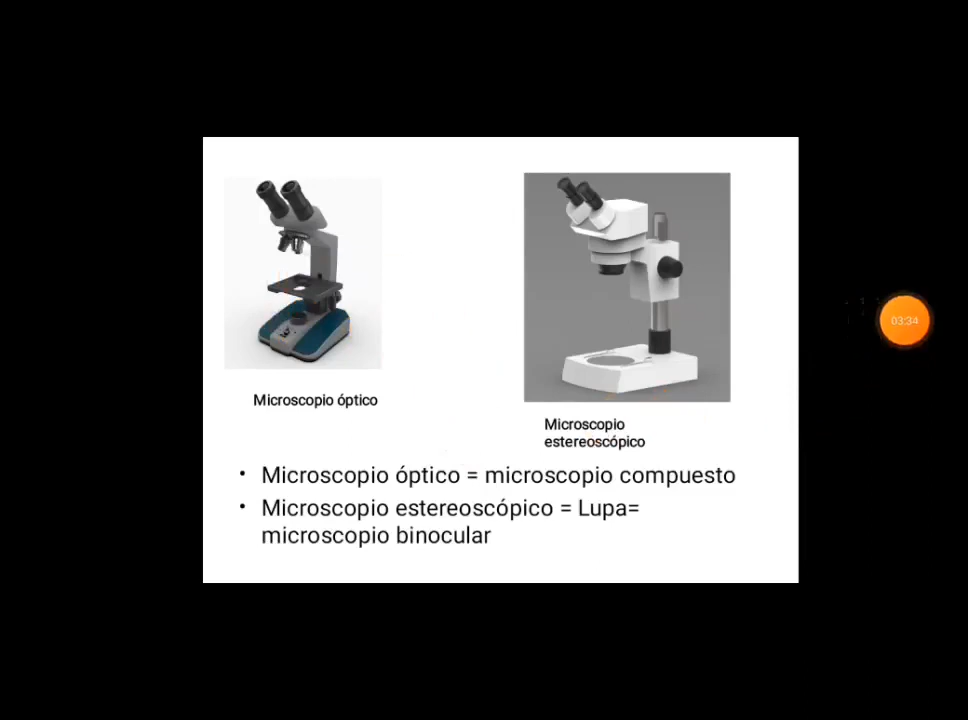 Microscopio óptico
Microscopio
estereoscópico
• Microscopio óptico = microscopio compuesto
• Microscopio estereoscópico = Lupa=
microscopio binocular
03:34